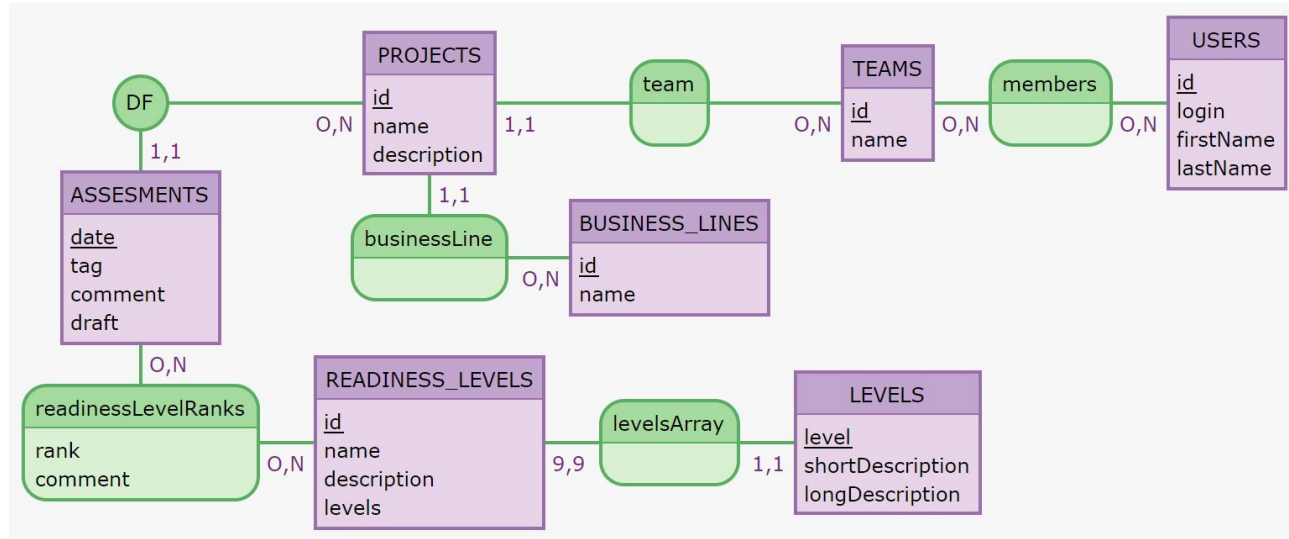 DF
O,N
1,1
PROJECTS
id
name
description
1,1
1,1
team
O,N
TEAMS
id
name
O,N
members
O,N
USERS
id
login
firstName
lastName
ASSESMENTS
date
tag
comment
draft
O,N
businessLine
O,N
BUSINESS_LINES
id
name
readinessLevelRanks
rank
comment
O,N
READINESS_LEVELS
id
name
description
levels
9,9
levelsArray
1,1
LEVELS
level
shortDescription
longDescription